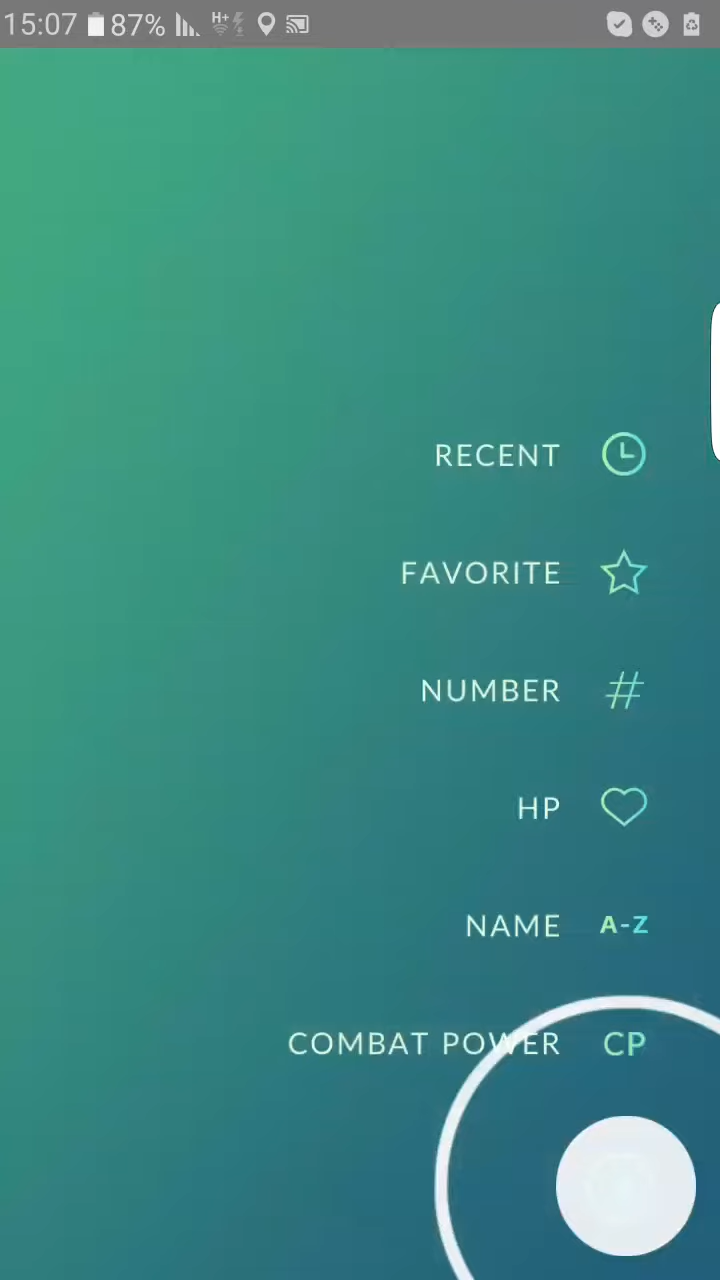 15:07 87% H+
RECENT
FAVORITE
NUMBER #
HP
NAME A-Z
COMBAT POWER CP